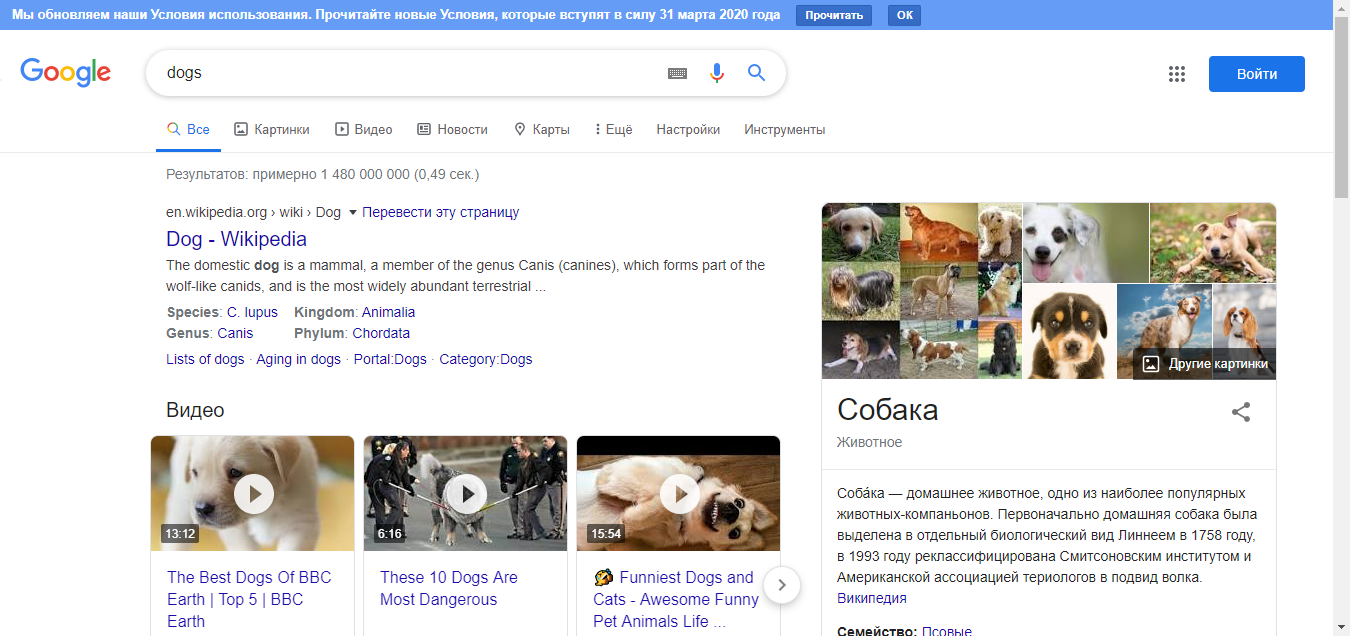 Мы обновляем наши Условия использования. Прочитайте новые Условия, которые вступят в силу 31 марта 2020 года Прочитать ОК
Google
dogs
Войти
Все Картинки Видео Новости Карты Ещё Настройки Инструменты
Результатов: примерно 1 480 000 000 (0,49 сек.)
en.wikipedia.org › wiki › Dog Перевести эту страницу
Dog - Wikipedia
The domestic dog is a mammal, a member of the genus Canis (canines), which forms part of the
wolf-like canids, and is the most widely abundant terrestrial ...
Species: C. lupus Kingdom: Animalia
Genus: Canis Phylum: Chordata
Lists of dogs · Aging in dogs · Portal:Dogs · Category:Dogs
Видео
13:12
The Best Dogs Of BBC
Earth | Top 5 | BBC
Earth
6:16
These 10 Dogs Are
Most Dangerous
15:54
Funniest Dogs and
Cats - Awesome Funny
Pet Animals Life ...
Другие картинки
Собака
Животное
Соба́ка — домашнее животное, одно из наиболее популярных
животных-компаньонов. Первоначально домашняя собака была
выделена в отдельный биологический вид Линнеем в 1758 году,
в 1993 году реклассифицирована Смитсоновским институтом и
Американской ассоциацией териологов в подвид волка.
Википедия
Семейство: Псовые